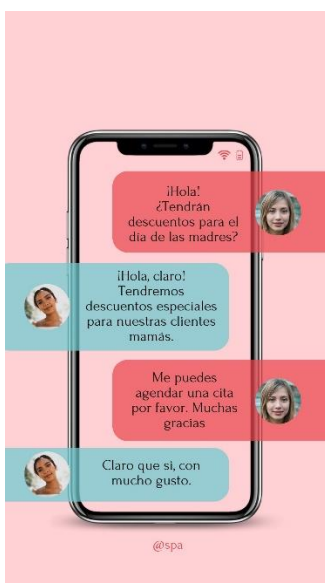 ¡Hola!
¿Tendrán
descuentos para el
día de las madres?
¡Hola, claro!
Tendremos
descuentos especiales
para nuestras clientes
mamás.
Me puedes
agendar una cita
por favor. Muchas
gracias
Claro que si, con
mucho gusto.
@spa